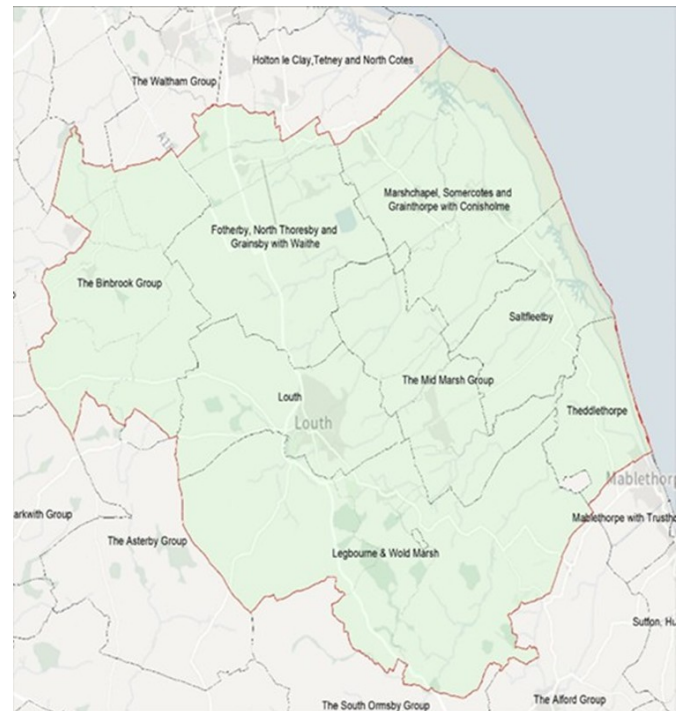 Holton le Clay,Tetney and North Cotes
The Waltham Group
Marshchapel, Somercotes and
Grainthorpe with Conisholme
Fotherby, North Thoresby and
Grainsby with Waithe
The Binbrook Group
Saltfleetby
The Mid Marsh Group
Louth
Theddlethorpe
Louth
Mablethorp
arkwith Group
Mablethorpe with Trustho
The Asterby Group
Legbourne & Wold Marsh
Sutton, Hu
The South Ormsby Group
The Alford Group